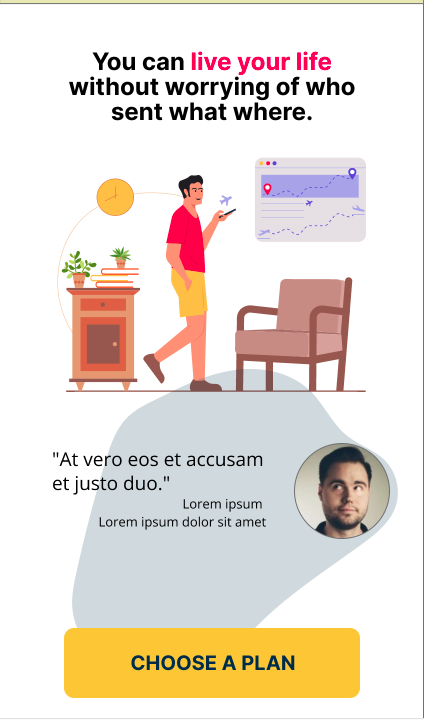 You can live your life
without worrying of who
sent what where.
"At vero eos et accusam
et justo duo."
Lorem ipsum
Lorem ipsum dolor sit amet
CHOOSE A PLAN